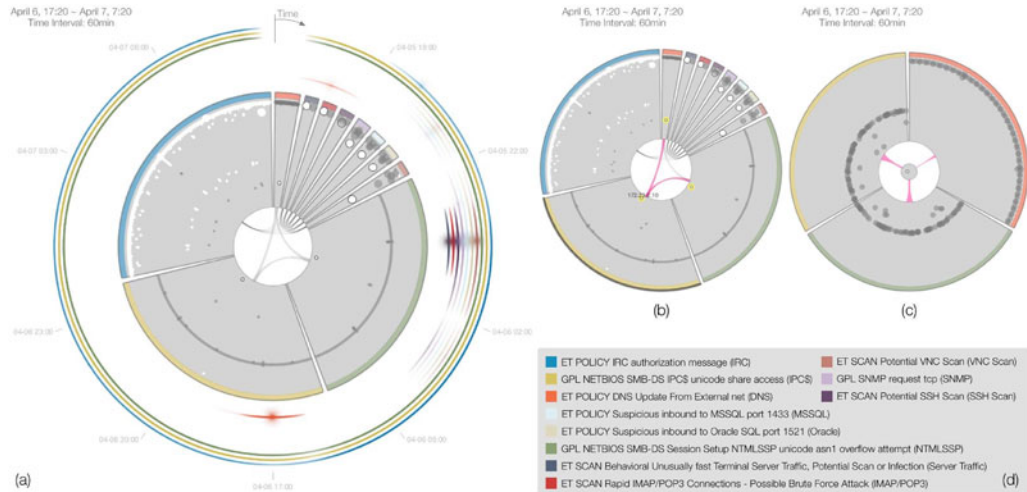 April 6, 17:20 ~ April 7, 7:20
Time Interval: 60min
Time
04-07 08:00
04-05 18:00
04-07 03:00
04-05 22:00
04-06 23:00
04-06 02:00
04-06 20:00
04-06 05:00
04-06 17:00
(a)
April 6, 17:20 ~ April 7, 7:20
Time Interval: 60min
(b)
April 6, 17:20 ~ April 7, 7:20
Time Interval: 60min
(c)
ET POLICY IRC authorization message (IRC)
GPL NETBIOS SMB-DS IPC$ unicode share access (IPC$)
ET POLICY DNS Update From External net (DNS)
ET POLICY Suspicious inbound to MSSQL port 1433 (MSSQL)
ET POLICY Suspicious inbound to Oracle SQL port 1521 (Oracle)
GPL NETBIOS SMB-DS Session Setup NTMLSSP unicode asn1 overflow attempt (NTMLSSP)
ET SCAN Behavioral Unusually fast Terminal Server Traffic, Potential Scan or Infection (Server Traffic)
ET SCAN Rapid IMAP/POP3 Connections - Possible Brute Force Attack (IMAP/POP3)
ET SCAN Potential VNC Scan (VNC Scan)
GPL SNMP request tcp (SNMP)
ET SCAN Potential SSH Scan (SSH Scan)
(d)